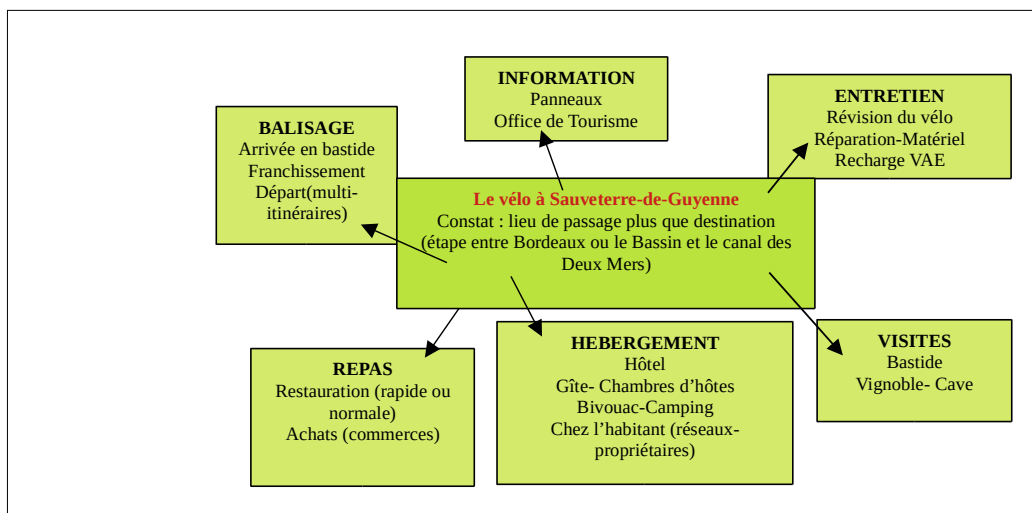 INFORMATION
Panneaux
Office de Tourisme
ENTRETIEN
Révision du vélo
Réparation-Matériel
Recharge VAE
BALISAGE
Arrivée en bastide
Franchissement
Départ(multi-
itinéraires)
Le vélo à Sauveterre-de-Guyenne
Constat : lieu de passage plus que destination
(étape entre Bordeaux ou le Bassin et le canal des
Deux Mers)
REPAS
Restauration (rapide ou
normale)
Achats (commerces)
HEBERGEMENT
Hôtel
Gîte- Chambres d’hôtes
Bivouac-Camping
Chez l’habitant (réseaux-
propriétaires)
VISITES
Bastide
Vignoble- Cave